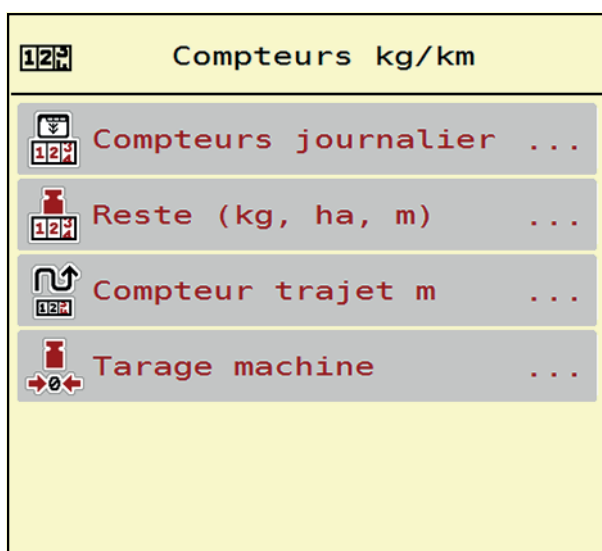 Compteurs kg/km
Compteurs journalier ...
Reste (kg, ha, m) ...
Compteur trajet m ...
Tarage machine ...